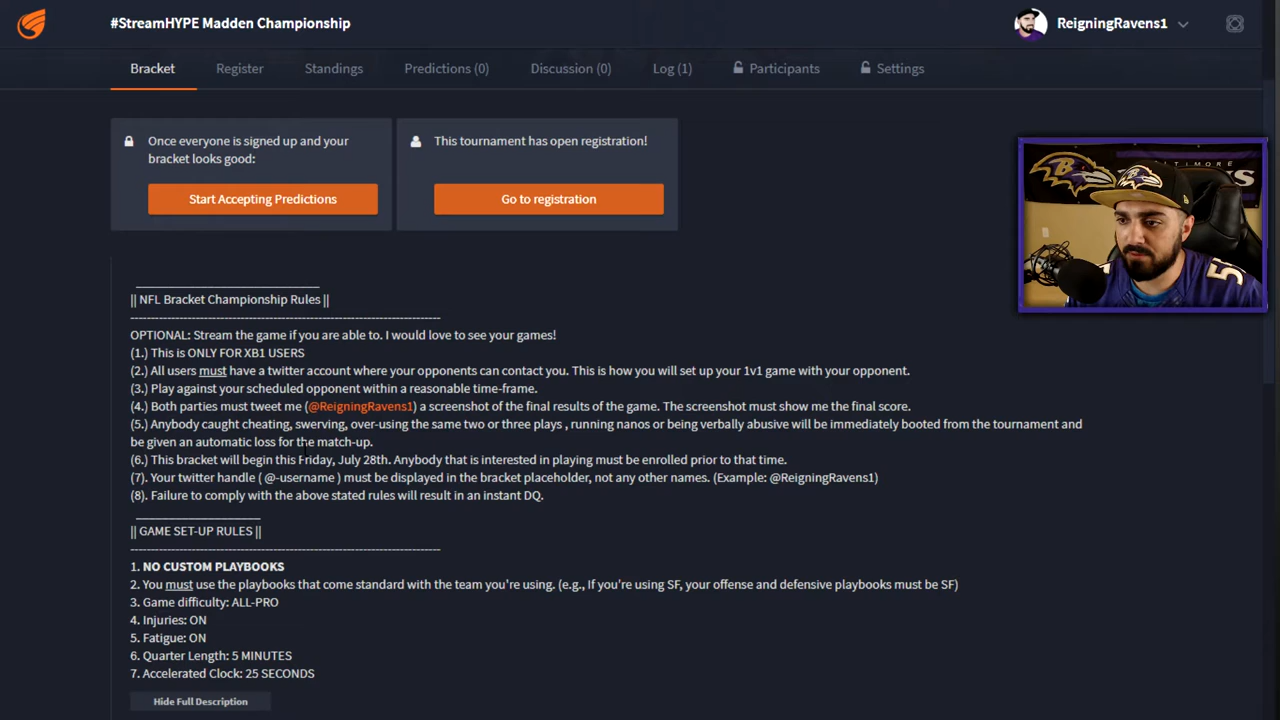 #StreamHYPE Madden Championship
ReigningRavens1
Bracket Register Standings Predictions (0) Discussion (0) Log (1) Participants Settings
Once everyone is signed up and your
bracket looks good:
Start Accepting Predictions
This tournament has open registration!
Go to registration
|| NFL Bracket Championship Rules ||
OPTIONAL: Stream the game if you are able to. I would love to see your games!
(1.) This is ONLY FOR XB1 USERS
(2.) All users must have a twitter account where your opponents can contact you. This is how you will set up your 1v1 game with your opponent.
(3.) Play against your scheduled opponent within a reasonable time-frame.
(4.) Both parties must tweet me (@ReigningRavens1) a screenshot of the final results of the game. The screenshot must show me the final score.
(5.) Anybody caught cheating, swerving, over-using the same two or three plays , running nanos or being verbally abusive will be immediately booted from the tournament and
be given an automatic loss for the match-up.
(6.) This bracket will begin this Friday, July 28th. Anybody that is interested in playing must be enrolled prior to that time.
(7). Your twitter handle ( @-username ) must be displayed in the bracket placeholder, not any other names. (Example: @ReigningRavens1)
(8). Failure to comply with the above stated rules will result in an instant DQ.
|| GAME SET-UP RULES ||
1. NO CUSTOM PLAYBOOKS
2. You must use the playbooks that come standard with the team you're using. (e.g., If you're using SF, your offense and defensive playbooks must be SF)
3. Game difficulty: ALL-PRO
4. Injuries: ON
5. Fatigue: ON
6. Quarter Length: 5 MINUTES
7. Accelerated Clock: 25 SECONDS
Hide Full Description